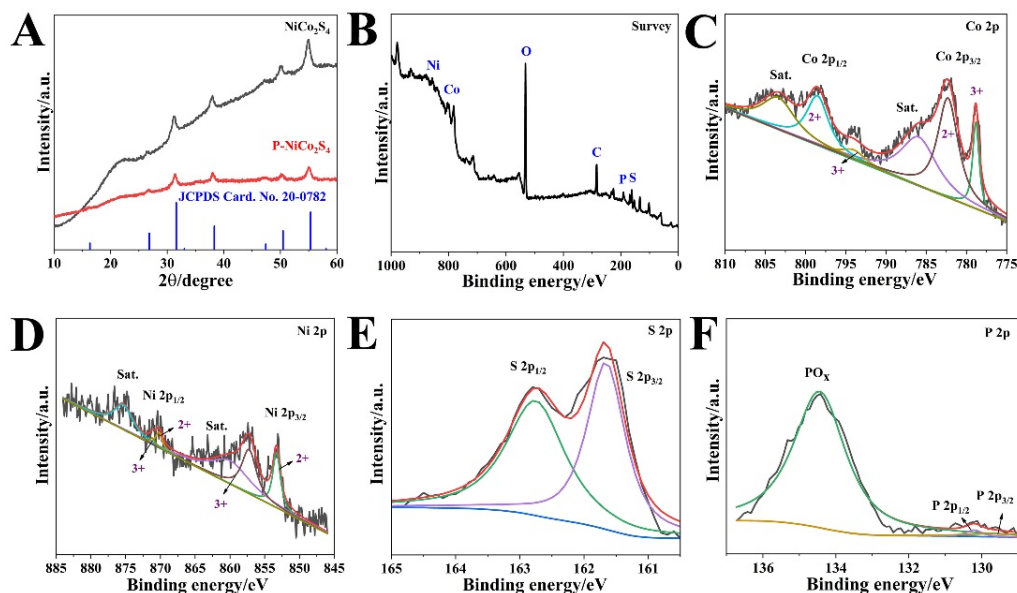 A
NiCo₂S₄
P-NiCo₂S₄
JCPDS Card. No. 20-0782
Intensity/a.u.
10 20 30 40 50 60
2θ/degree
B
Survey
O
Ni
Co
C
P S
Intensity/a.u.
1000 800 600 400 200 0
Binding energy/eV
C
Co 2p
Co 2p₁/₂
Co 2p₃/₂
Sat.
Sat.
3+
2+
2+
3+
Intensity/a.u.
810 805 800 795 790 785 780 775
Binding energy/eV
D
Ni 2p
Sat.
Ni 2p₁/₂
Sat.
Ni 2p₃/₂
2+
2+
3+
3+
Intensity/a.u.
885 875 870 865 860 855 850 845
Binding energy/eV
E
S 2p
S 2p₁/₂
S 2p₃/₂
Intensity/a.u.
165 164 163 162 161
Binding energy/eV
F
P 2p
POₓ
P 2p₁/₂
P 2p₃/₂
Intensity/a.u.
136 134 132 130
Binding energy/eV